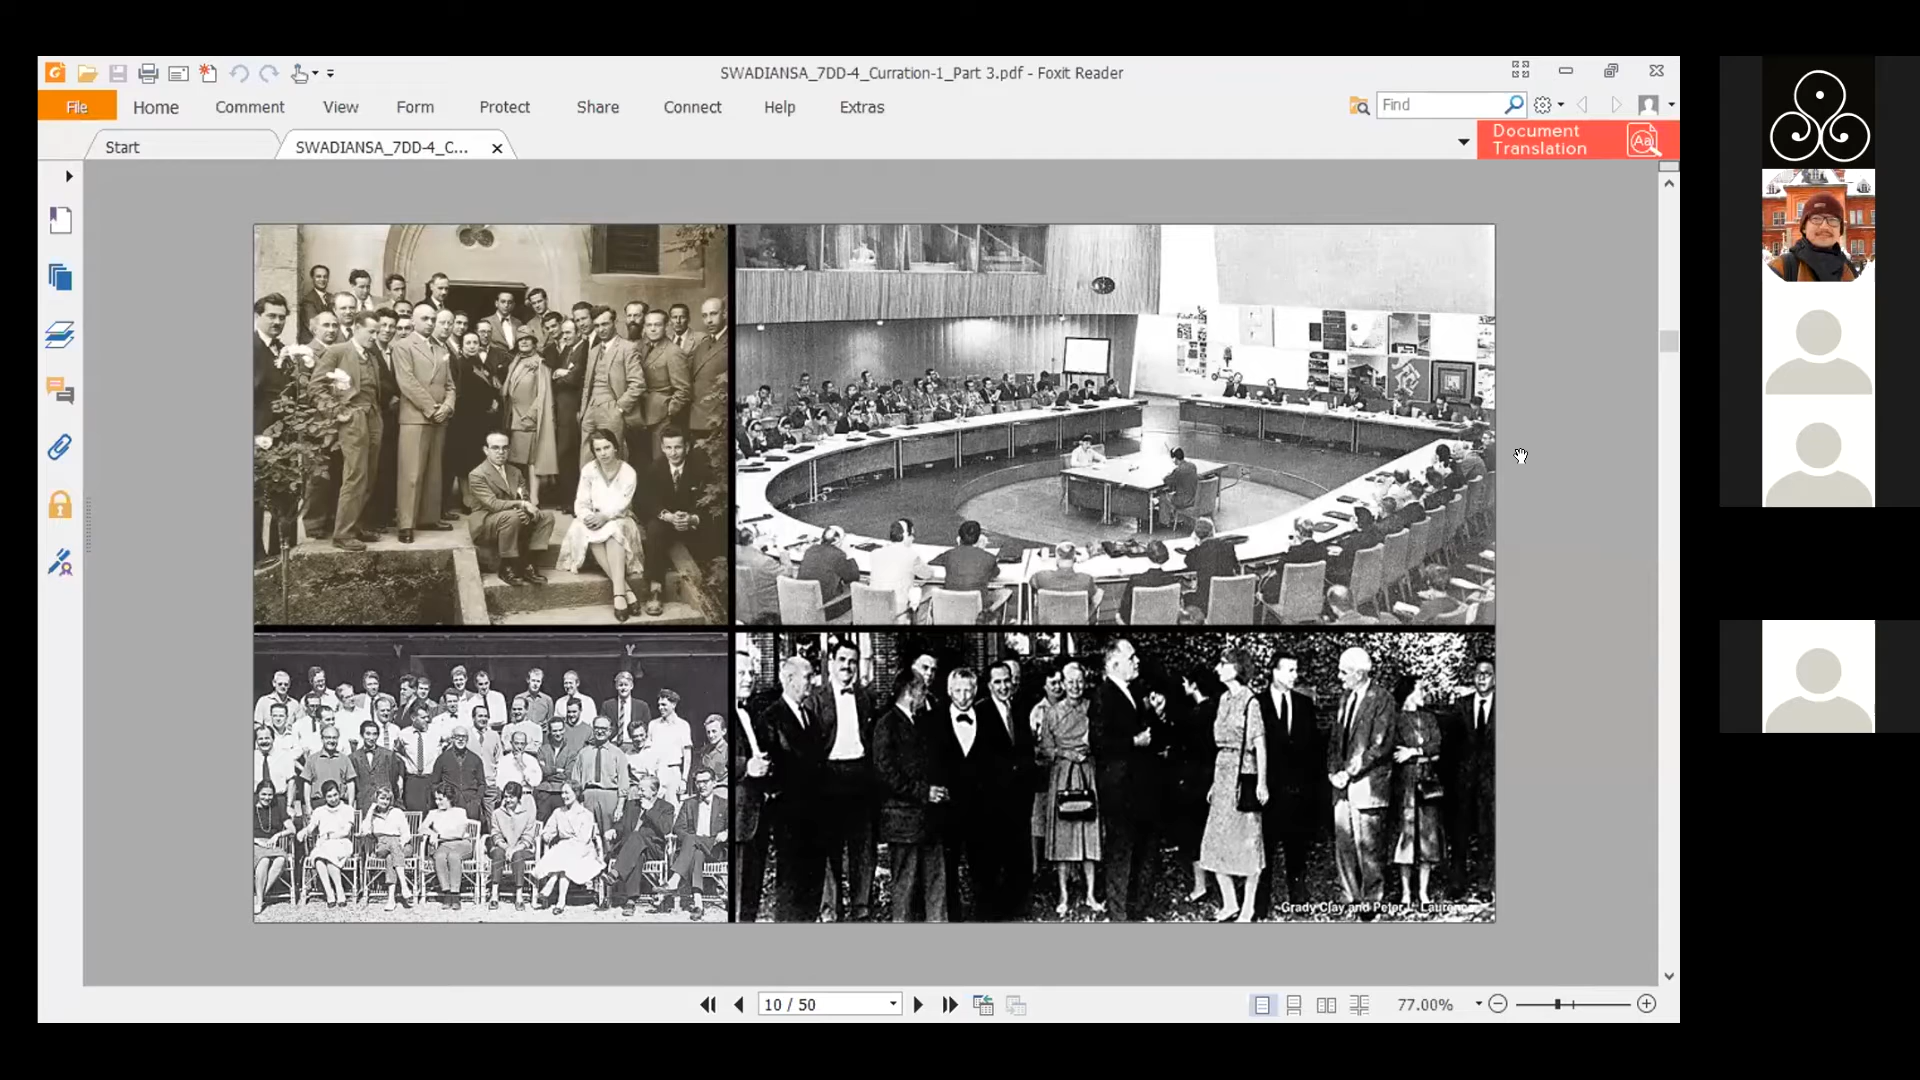 SWADIANSA_7DD-4_Curration-1_Part 3.pdf - Foxit Reader
File Home Comment View Form Protect Share Connect Help Extras
Find
Start
SWADIANSA_7DD-4_C...
Document
Translation
Grady Clay and Peter L. Laurence
10 / 50
77.00%